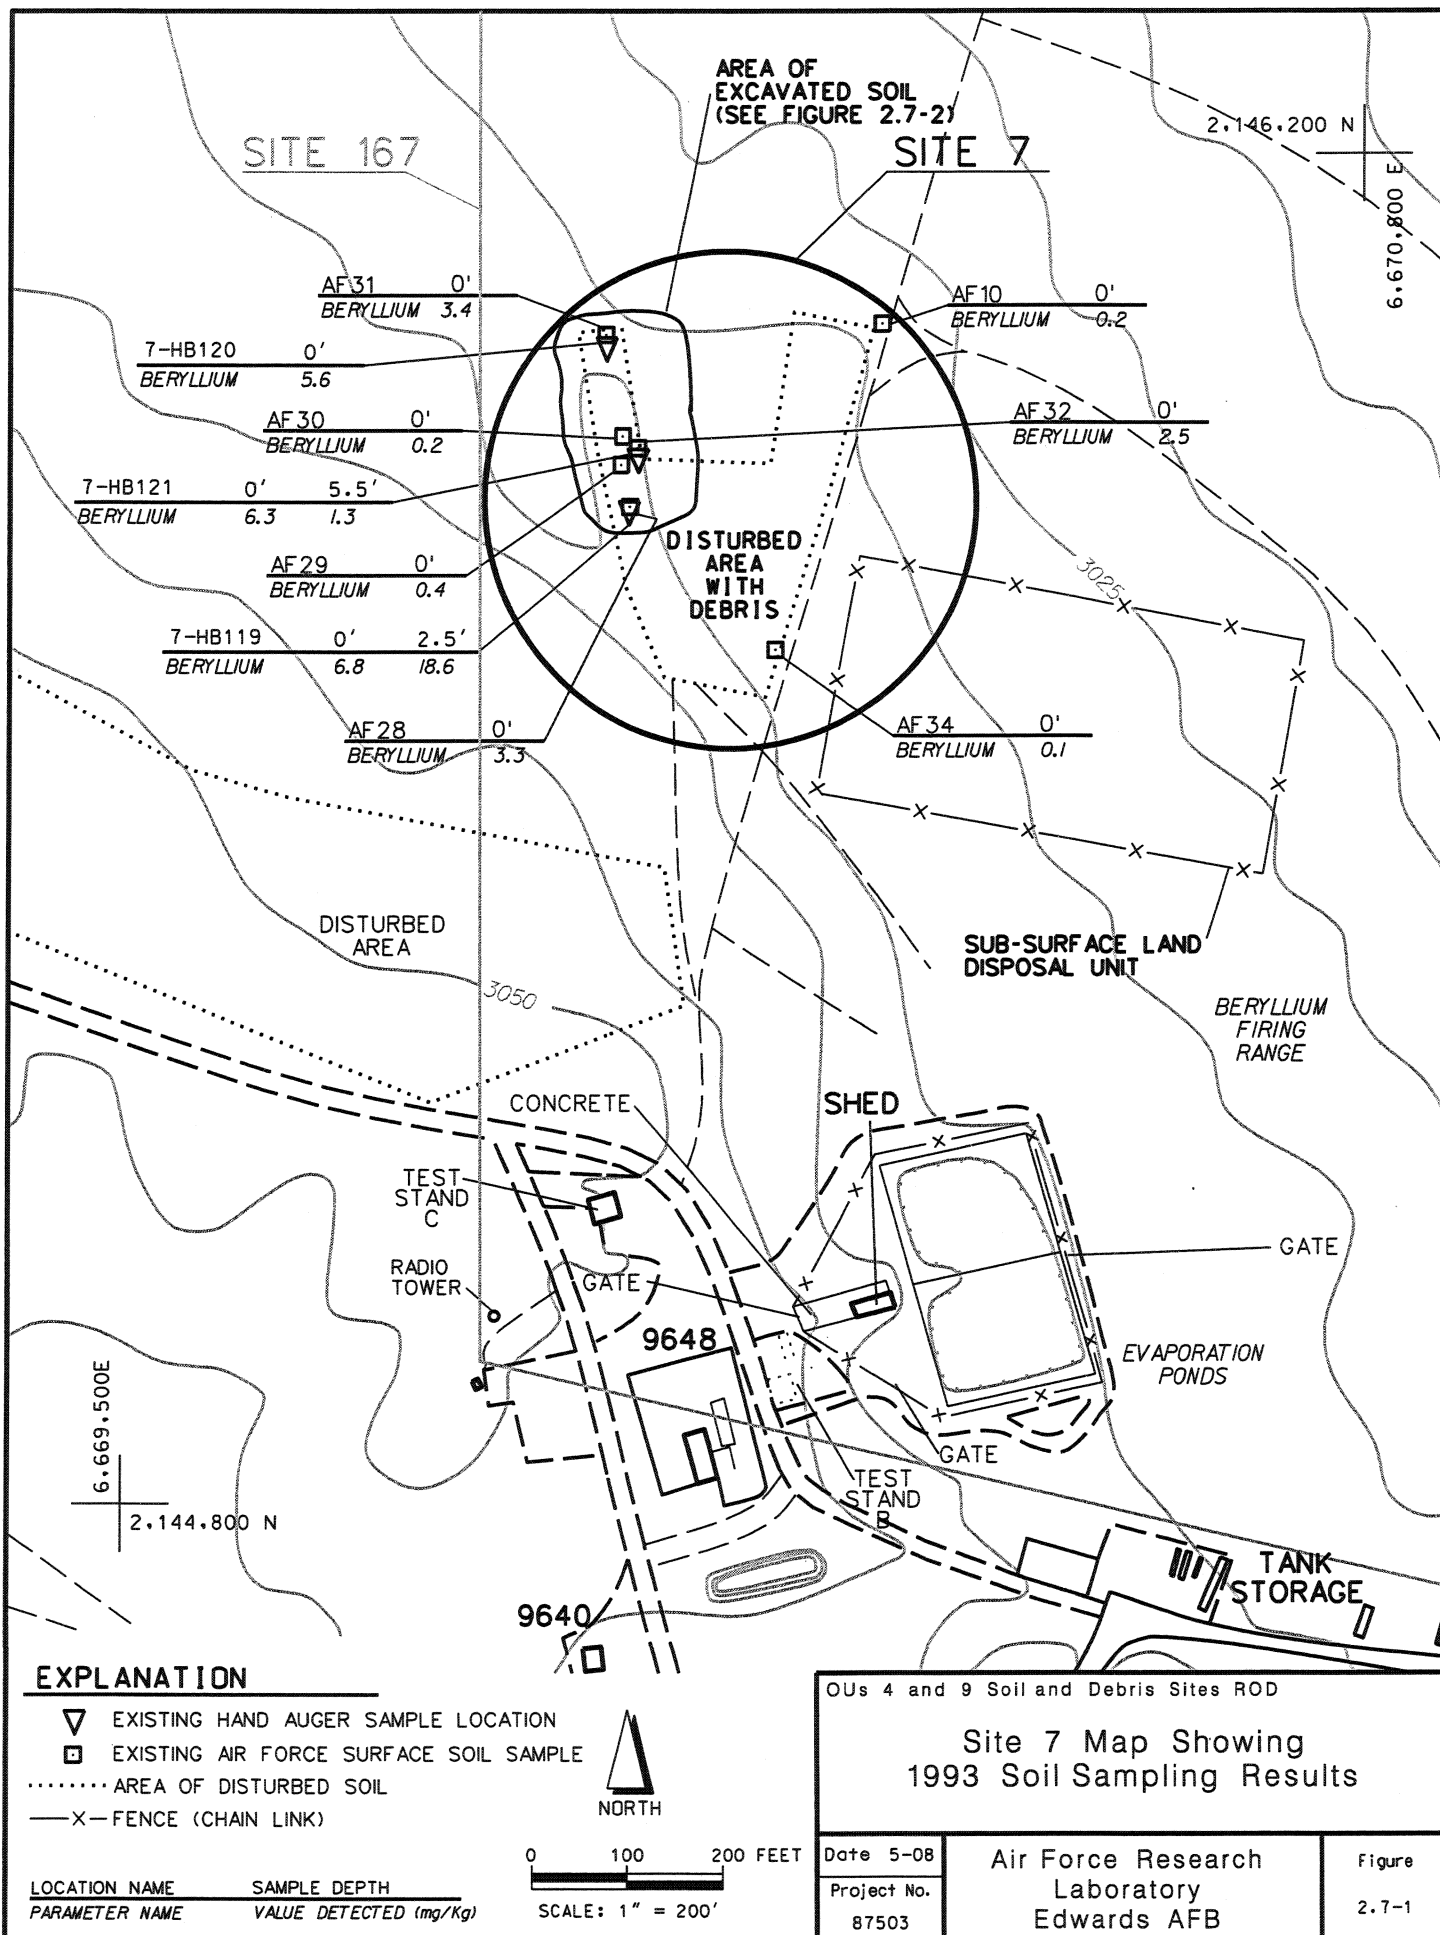 AREA OF
EXCAVATED SOIL
(SEE FIGURE 2.7-2)
2,146,200 N
6,670,800 E
SITE 167
SITE 7
AF31 0'
BERYLLIUM 3.4
AF10 0'
BERYLLIUM 0.2
7-HB120 0'
BERYLLIUM 5.6
AF30 0'
BERYLLIUM 0.2
AF32 0'
BERYLLIUM 2.5
7-HB121 0' 5.5'
BERYLLIUM 6.3 1.3
DISTURBED
AREA
WITH
DEBRIS
AF29 0'
BERYLLIUM 0.4
3025
7-HB119 0' 2.5'
BERYLLIUM 6.8 18.6
AF28 0'
BERYLLIUM 3.3
AF34 0'
BERYLLIUM 0.1
DISTURBED
AREA
SUB-SURFACE LAND
DISPOSAL UNIT
3050
BERYLLIUM
FIRING
RANGE
CONCRETE
SHED
TEST
STAND
C
GATE
RADIO
TOWER
GATE
9648
EVAPORATION
PONDS
6,669,500E
2,144,800 N
GATE
TEST
STAND
B
TANK
STORAGE
9640
EXPLANATION
EXISTING HAND AUGER SAMPLE LOCATION
EXISTING AIR FORCE SURFACE SOIL SAMPLE
AREA OF DISTURBED SOIL
X FENCE (CHAIN LINK)
NORTH
LOCATION NAME SAMPLE DEPTH
PARAMETER NAME VALUE DETECTED (mg/Kg)
0 100 200 FEET
SCALE: 1" = 200'
OUs 4 and 9 Soil and Debris Sites ROD
Site 7 Map Showing
1993 Soil Sampling Results
Date 5-08
Project No.
87503
Air Force Research
Laboratory
Edwards AFB
Figure
2.7-1